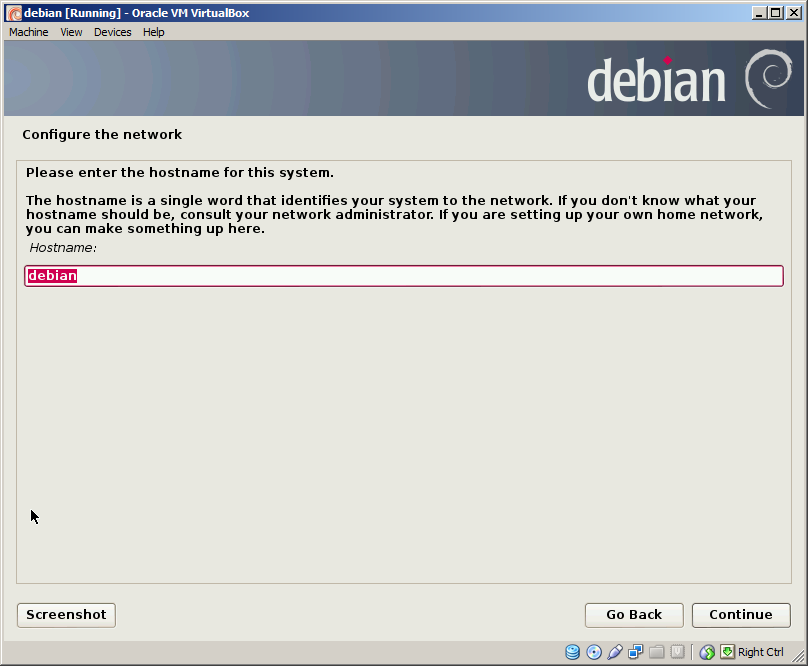 debian [Running] - Oracle VM VirtualBox
Machine View Devices Help
debian
Configure the network
Please enter the hostname for this system.
The hostname is a single word that identifies your system to the network. If you don't know what your
hostname should be, consult your network administrator. If you are setting up your own home network,
you can make something up here.
Hostname:
debian
Screenshot Go Back Continue
Right Ctrl